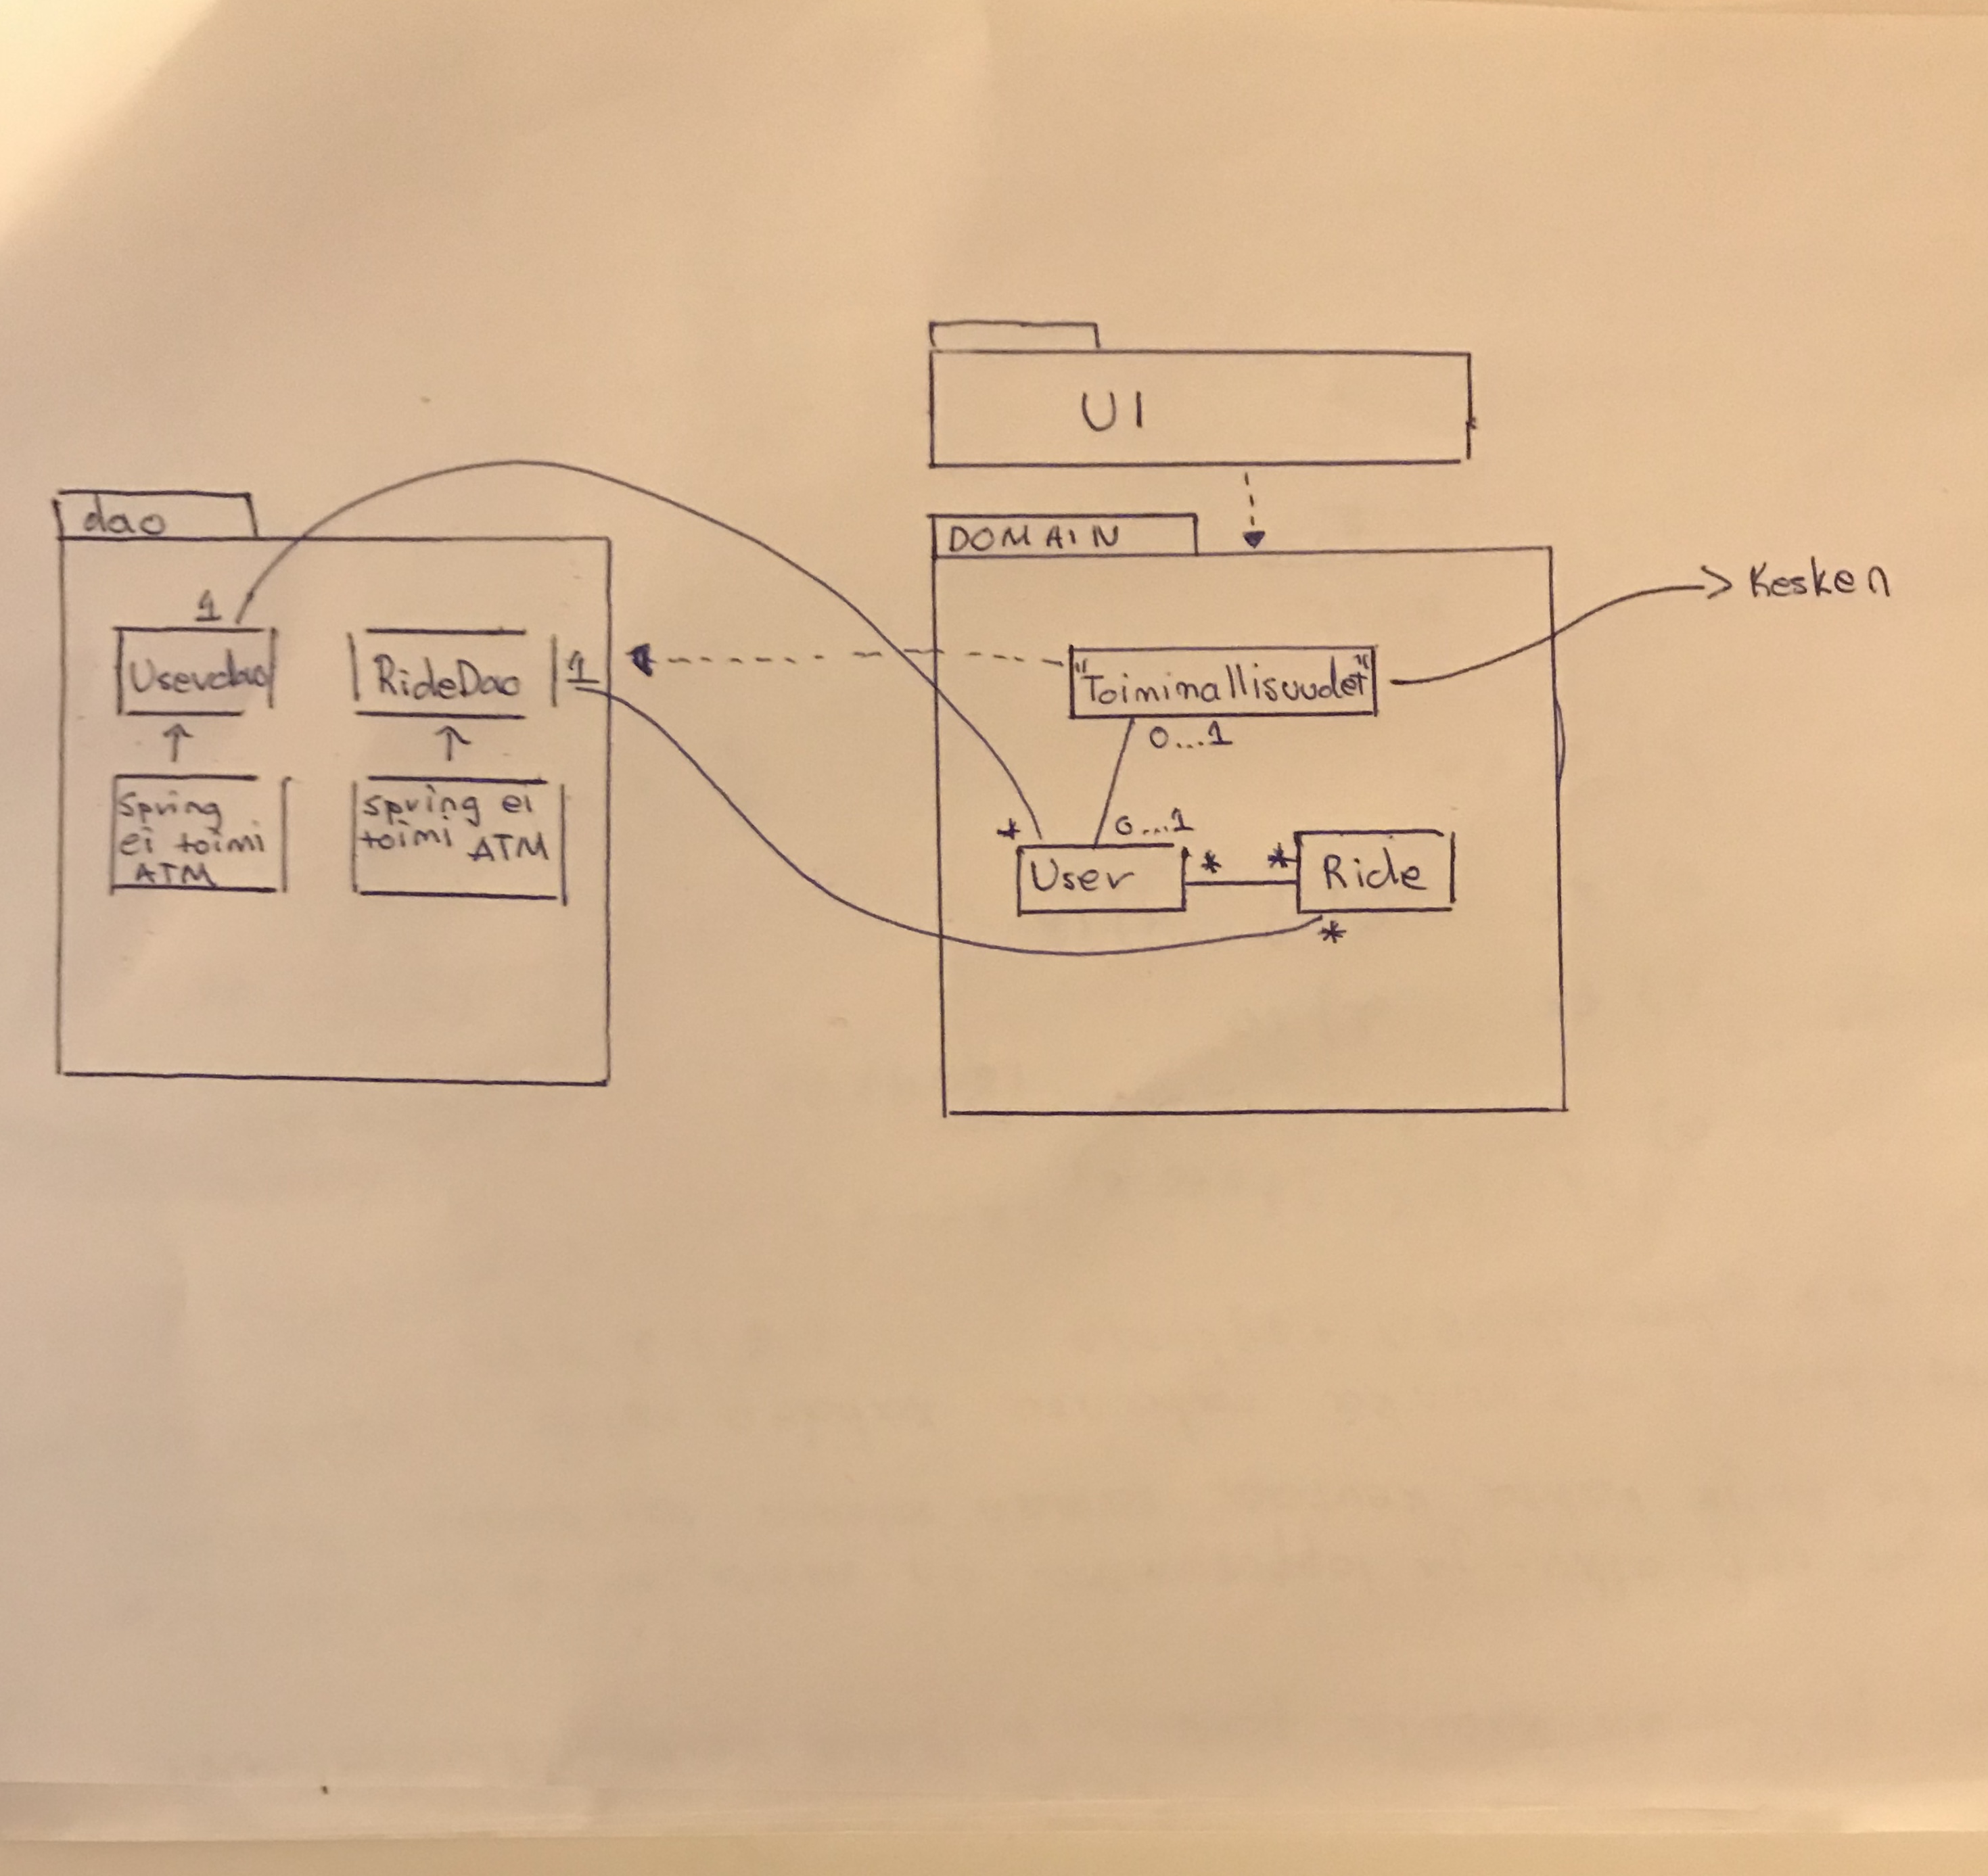 UI
dao
DOMAIN
Kesken
1
Userdao
RideDao
1
"Toiminallisuudet"
0...1
Spring
ei toimi
ATM
spring ei
toimi ATM
*
0...1
User
*
*
Ride
*